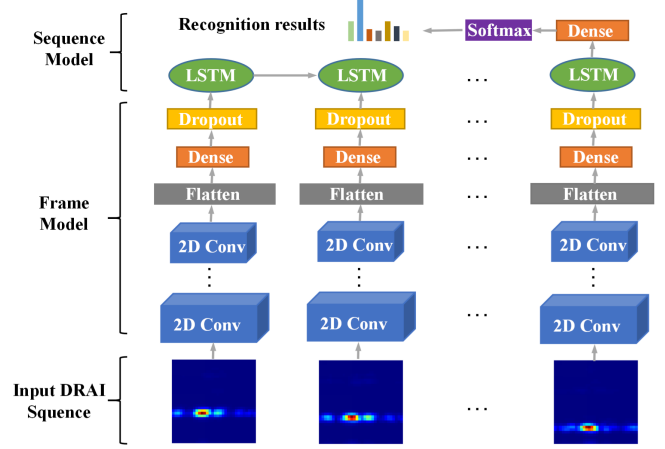 Sequence
Model
Recognition results
Softmax
Dense
LSTM
LSTM
...
LSTM
Frame
Model
Dropout
Dropout
...
Dropout
Dense
Dense
...
Dense
Flatten
Flatten
...
Flatten
2D Conv
2D Conv
...
2D Conv
...
...
...
2D Conv
2D Conv
...
2D Conv
Input DRAI
Squence
...